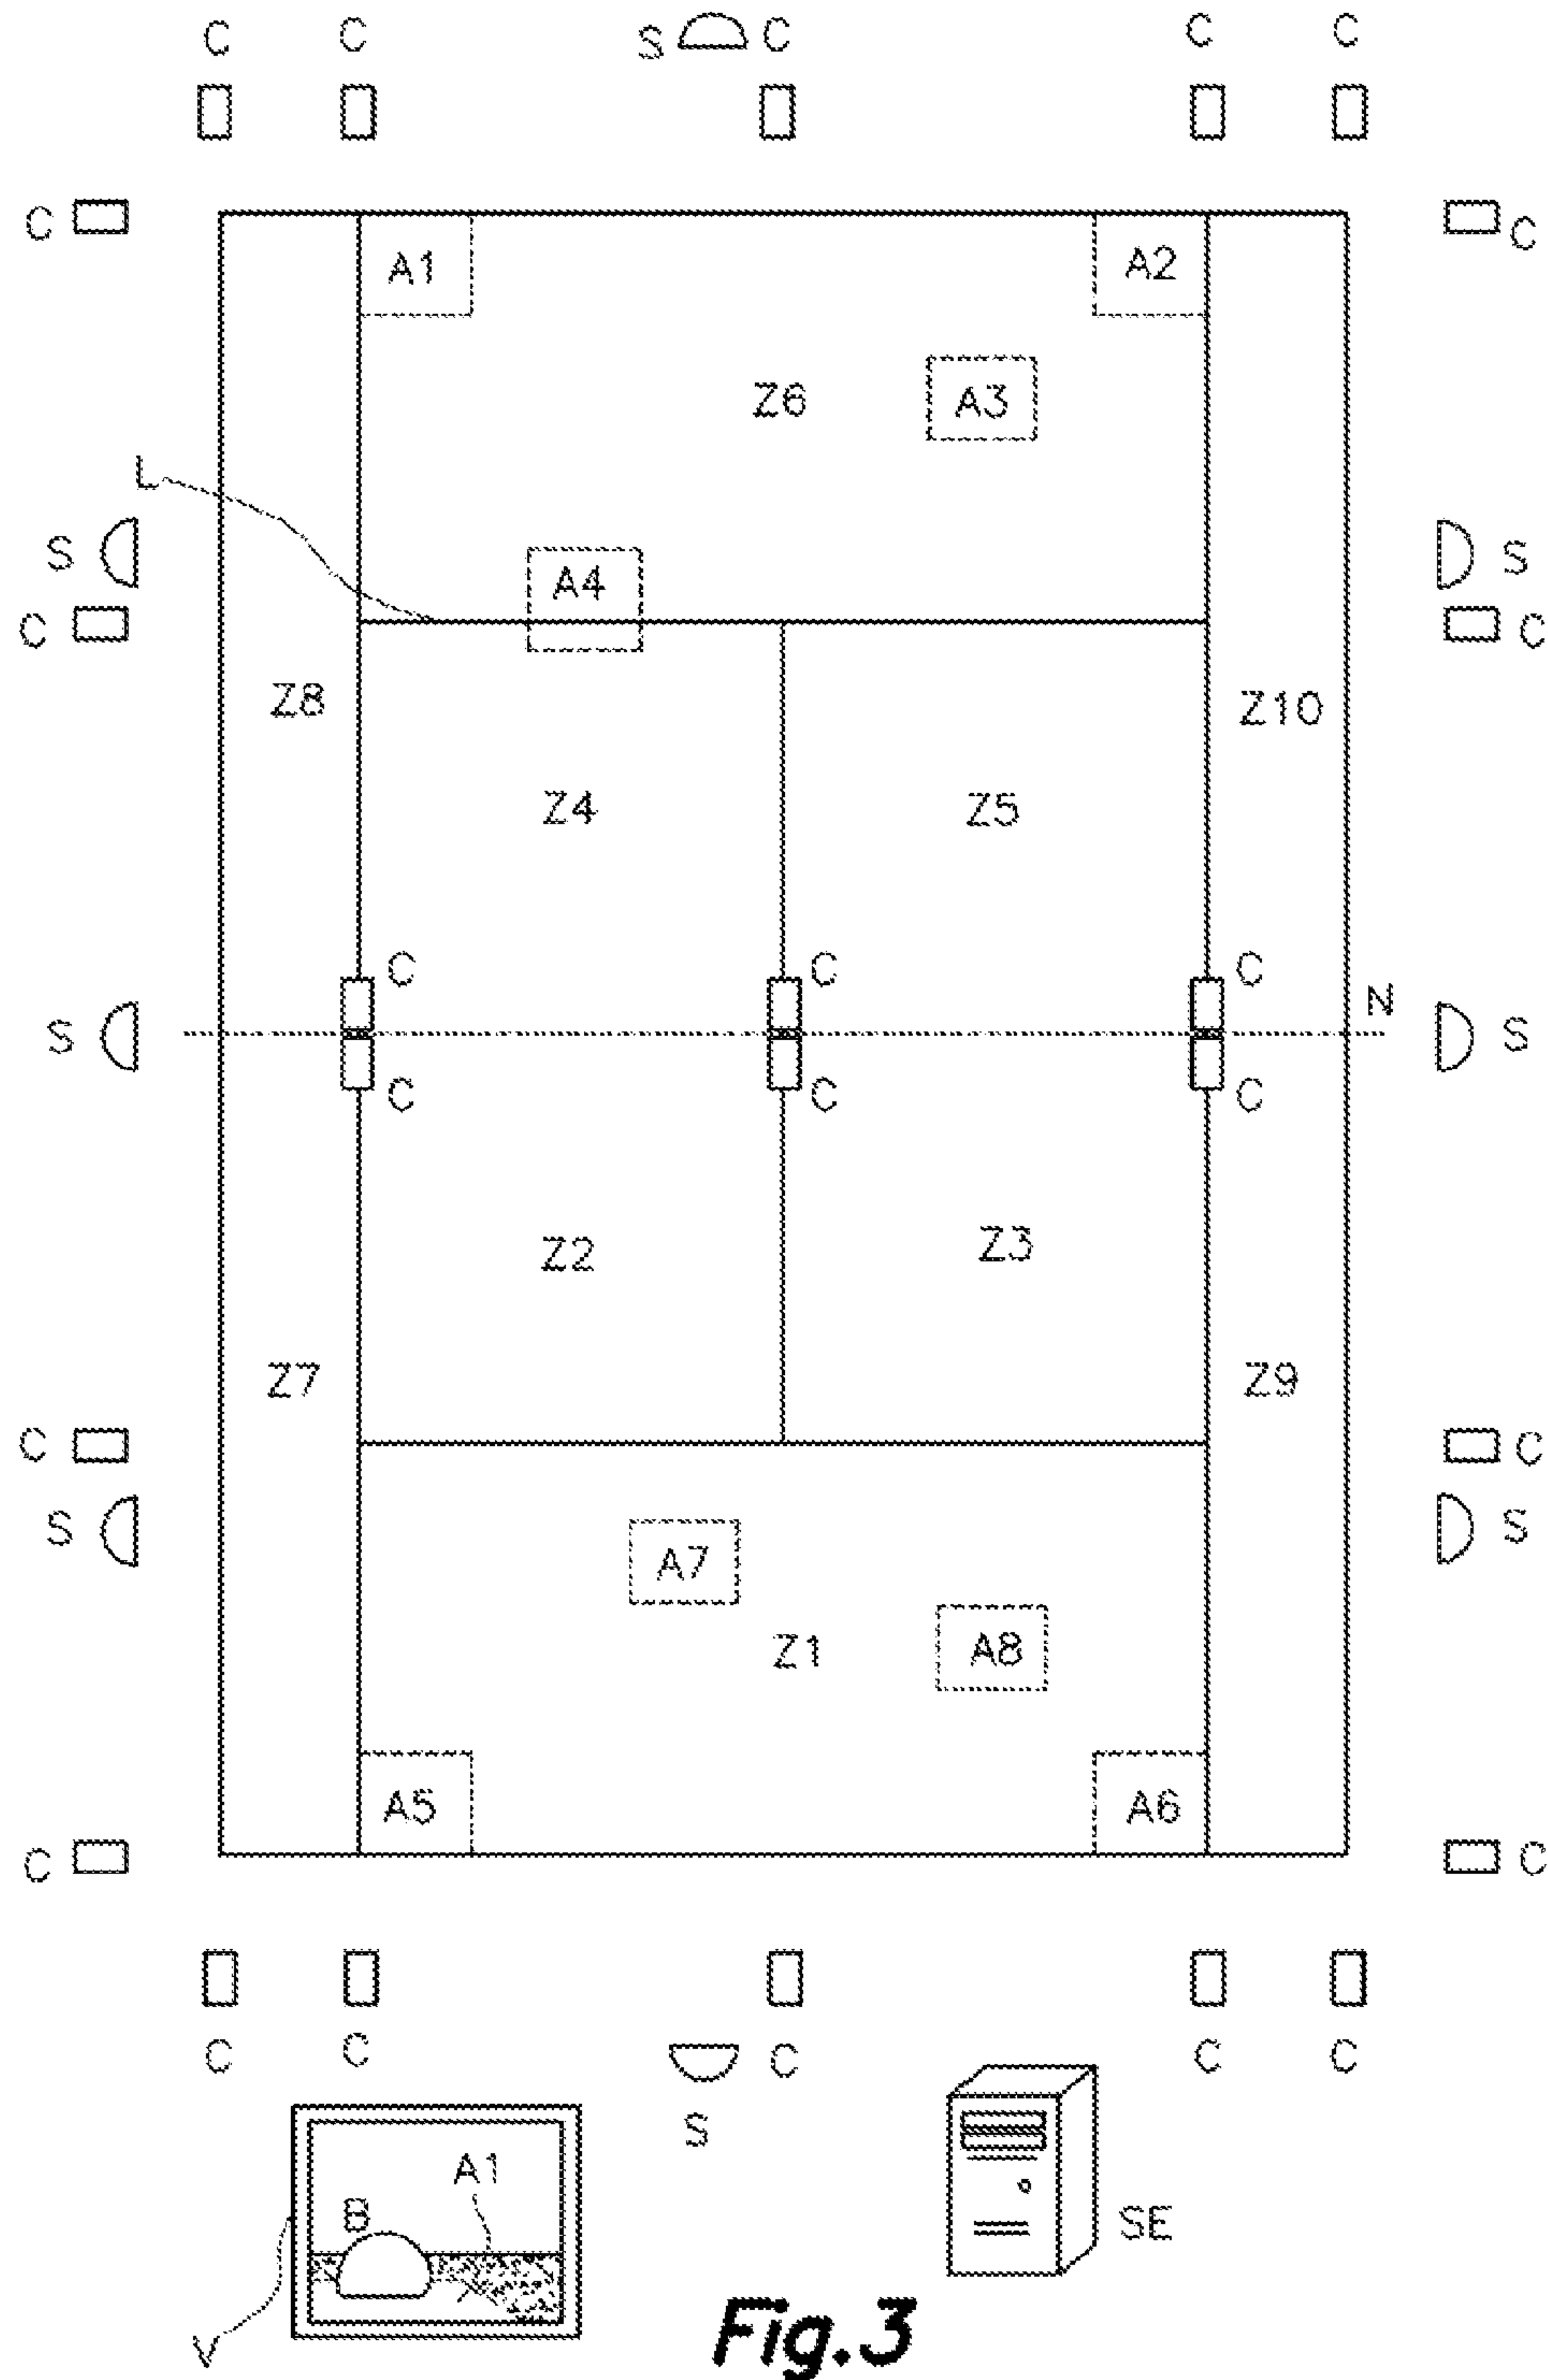 C C S C C C
C C
A1 A2
Z6 A3
L
S A4 S
C C
Z8 Z10
Z4 Z5
C C C
N
S S
C C C
Z2 Z3
Z7 Z9
C C
S S
A7
Z1 A8
A5 A6
C C
C C C C C
S
A1
B SE
V
Fig.3